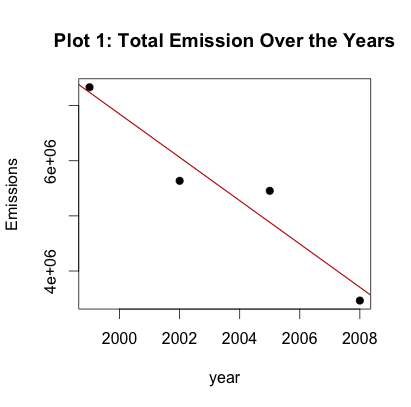 Plot 1: Total Emission Over the Years
Emissions
6e+06
4e+06
2000 2002 2004 2006 2008
year